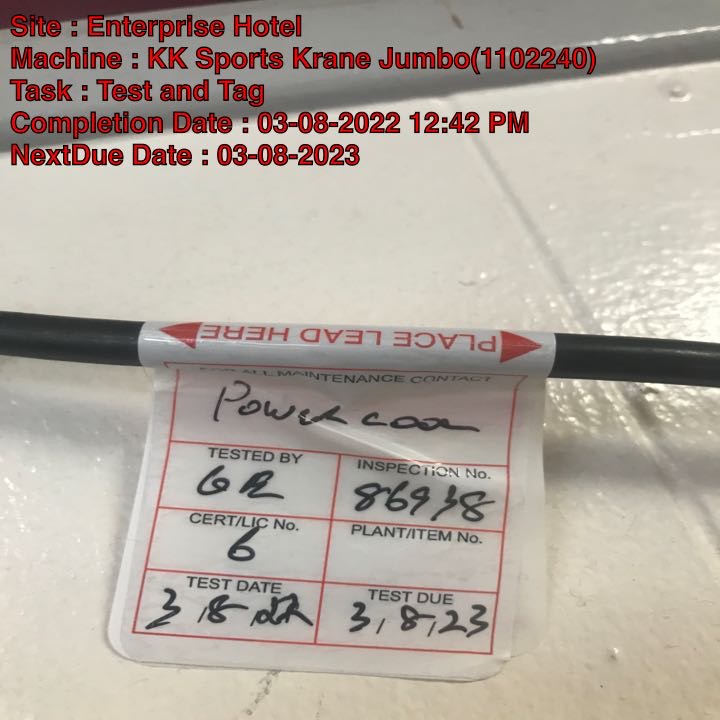 Site : Enterprise Hotel
Machine : KK Sports Krane Jumbo(1102240)
Task : Test and Tag
Completion Date : 03-08-2022 12:42 PM
NextDue Date : 03-08-2023
PLACE LEAD HERE
FOR ALL MAINTENANCE CONTACT
Power
TESTED BY
INSPECTION No.
GR
86938
CERT/LIC No.
PLANT/ITEM No.
6
TEST DATE
TEST DUE
3,8,22
3,8,23